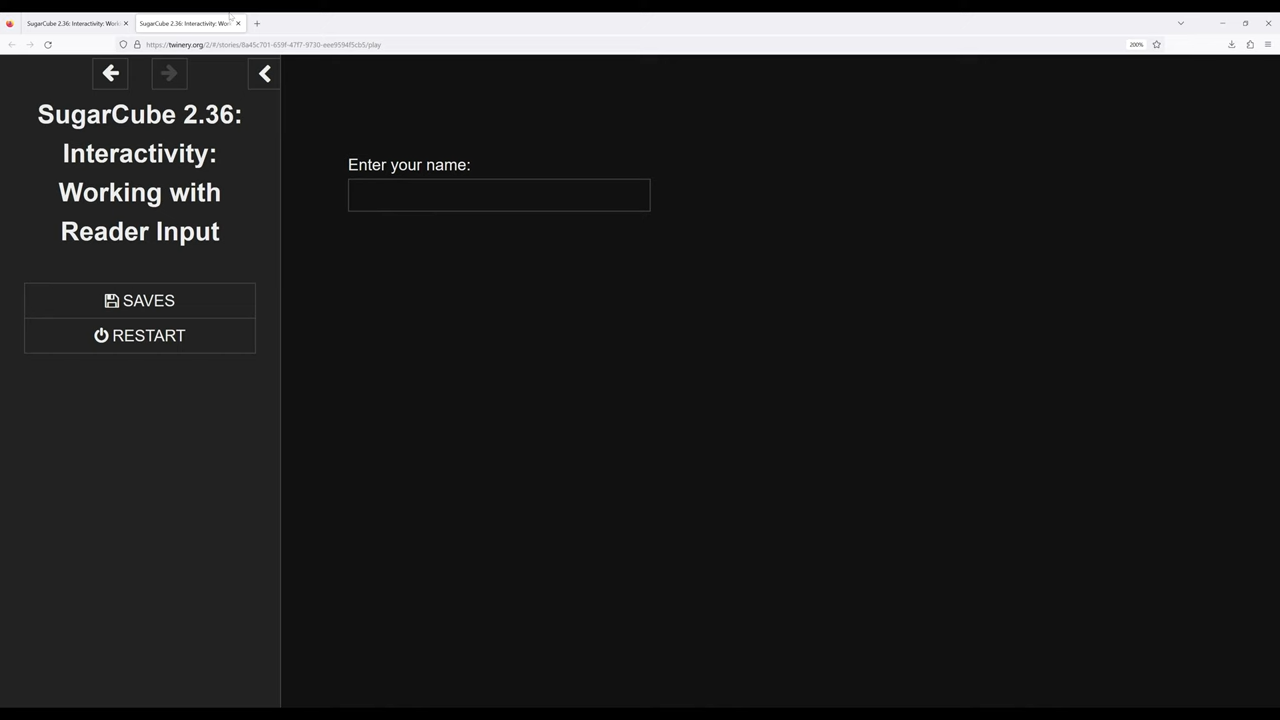 SugarCube 2.36: Interactivity: Work
SugarCube 2.36: Interactivity: Work
https://twinery.org/2/#/stories/8a45c701-659f-47f7-9730-eee9594f5cb5/play
200%
SugarCube 2.36:
Interactivity:
Working with
Reader Input
SAVES
RESTART
Enter your name: